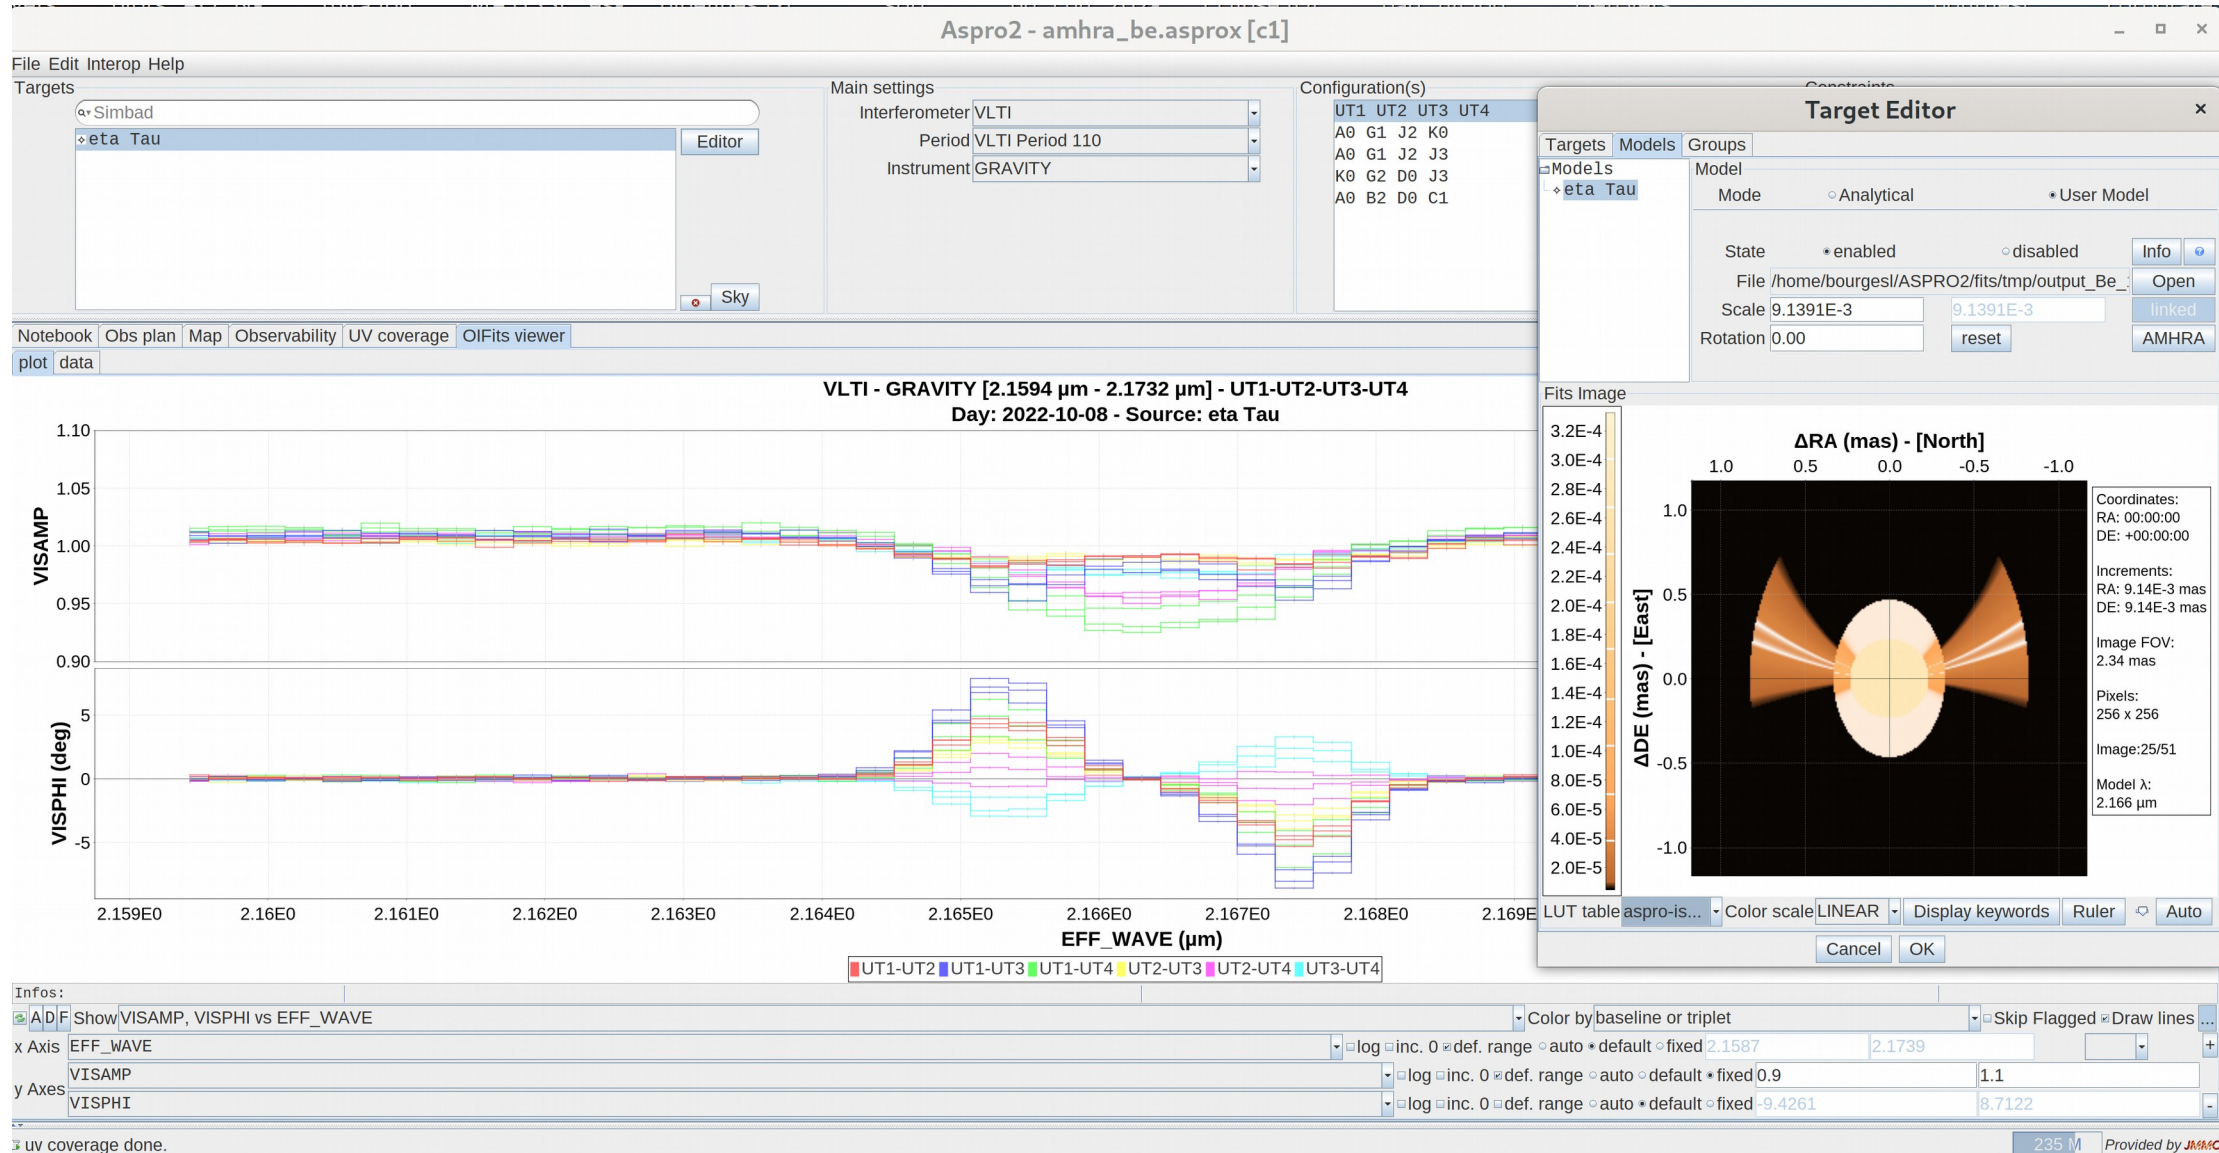 Aspro2 - amhra_be.asprox [c1]
File Edit Interop Help
Targets
Simbad
eta Tau
Editor
Sky
Main settings
Interferometer VLTI
Period VLTI Period 110
Instrument GRAVITY
Configuration(s)
UT1 UT2 UT3 UT4
A0 G1 J2 K0
A0 G1 J2 J3
K0 G2 D0 J3
A0 B2 D0 C1
Constraints
Notebook Obs plan Map Observability UV coverage OIFits viewer
plot data
VLTI - GRAVITY [2.1594 µm - 2.1732 µm] - UT1-UT2-UT3-UT4
Day: 2022-10-08 - Source: eta Tau
VISAMP
1.10
1.05
1.00
0.95
0.90
VISPHI (deg)
5
0
-5
2.159E0 2.16E0 2.161E0 2.162E0 2.163E0 2.164E0 2.165E0 2.166E0 2.167E0 2.168E0 2.169E
EFF_WAVE (µm)
UT1-UT2 UT1-UT3 UT1-UT4 UT2-UT3 UT2-UT4 UT3-UT4
Target Editor
Targets Models Groups
Models
eta Tau
Model
Mode Analytical User Model
State enabled disabled Info
File /home/bourgesl/ASPRO2/fits/tmp/output_Be_ Open
Scale 9.1391E-3 9.1391E-3 linked
Rotation 0.00 reset AMHRA
Fits Image
3.2E-4
3.0E-4
2.8E-4
2.6E-4
2.4E-4
2.2E-4
2.0E-4
1.8E-4
1.6E-4
1.4E-4
1.2E-4
1.0E-4
8.0E-5
6.0E-5
4.0E-5
2.0E-5
ΔRA (mas) - [North]
1.0 0.5 0.0 -0.5 -1.0
ΔDE (mas) - [East]
1.0
0.5
0.0
-0.5
-1.0
Coordinates:
RA: 00:00:00
DE: +00:00:00
Increments:
RA: 9.14E-3 mas
DE: 9.14E-3 mas
Image FOV:
2.34 mas
Pixels:
256 x 256
Image:25/51
Model λ:
2.166 µm
LUT table aspro-is... Color scale LINEAR Display keywords Ruler Auto
Cancel OK
Infos:
A D F Show VISAMP, VISPHI vs EFF_WAVE Color by baseline or triplet Skip Flagged Draw lines ...
x Axis EFF_WAVE log inc. 0 def. range auto default fixed 2.1587 2.1739 +
y Axes
VISAMP log inc. 0 def. range auto default fixed 0.9 1.1
VISPHI log inc. 0 def. range auto default fixed -9.4261 8.7122 -
uv coverage done.
235 M Provided by JMMC